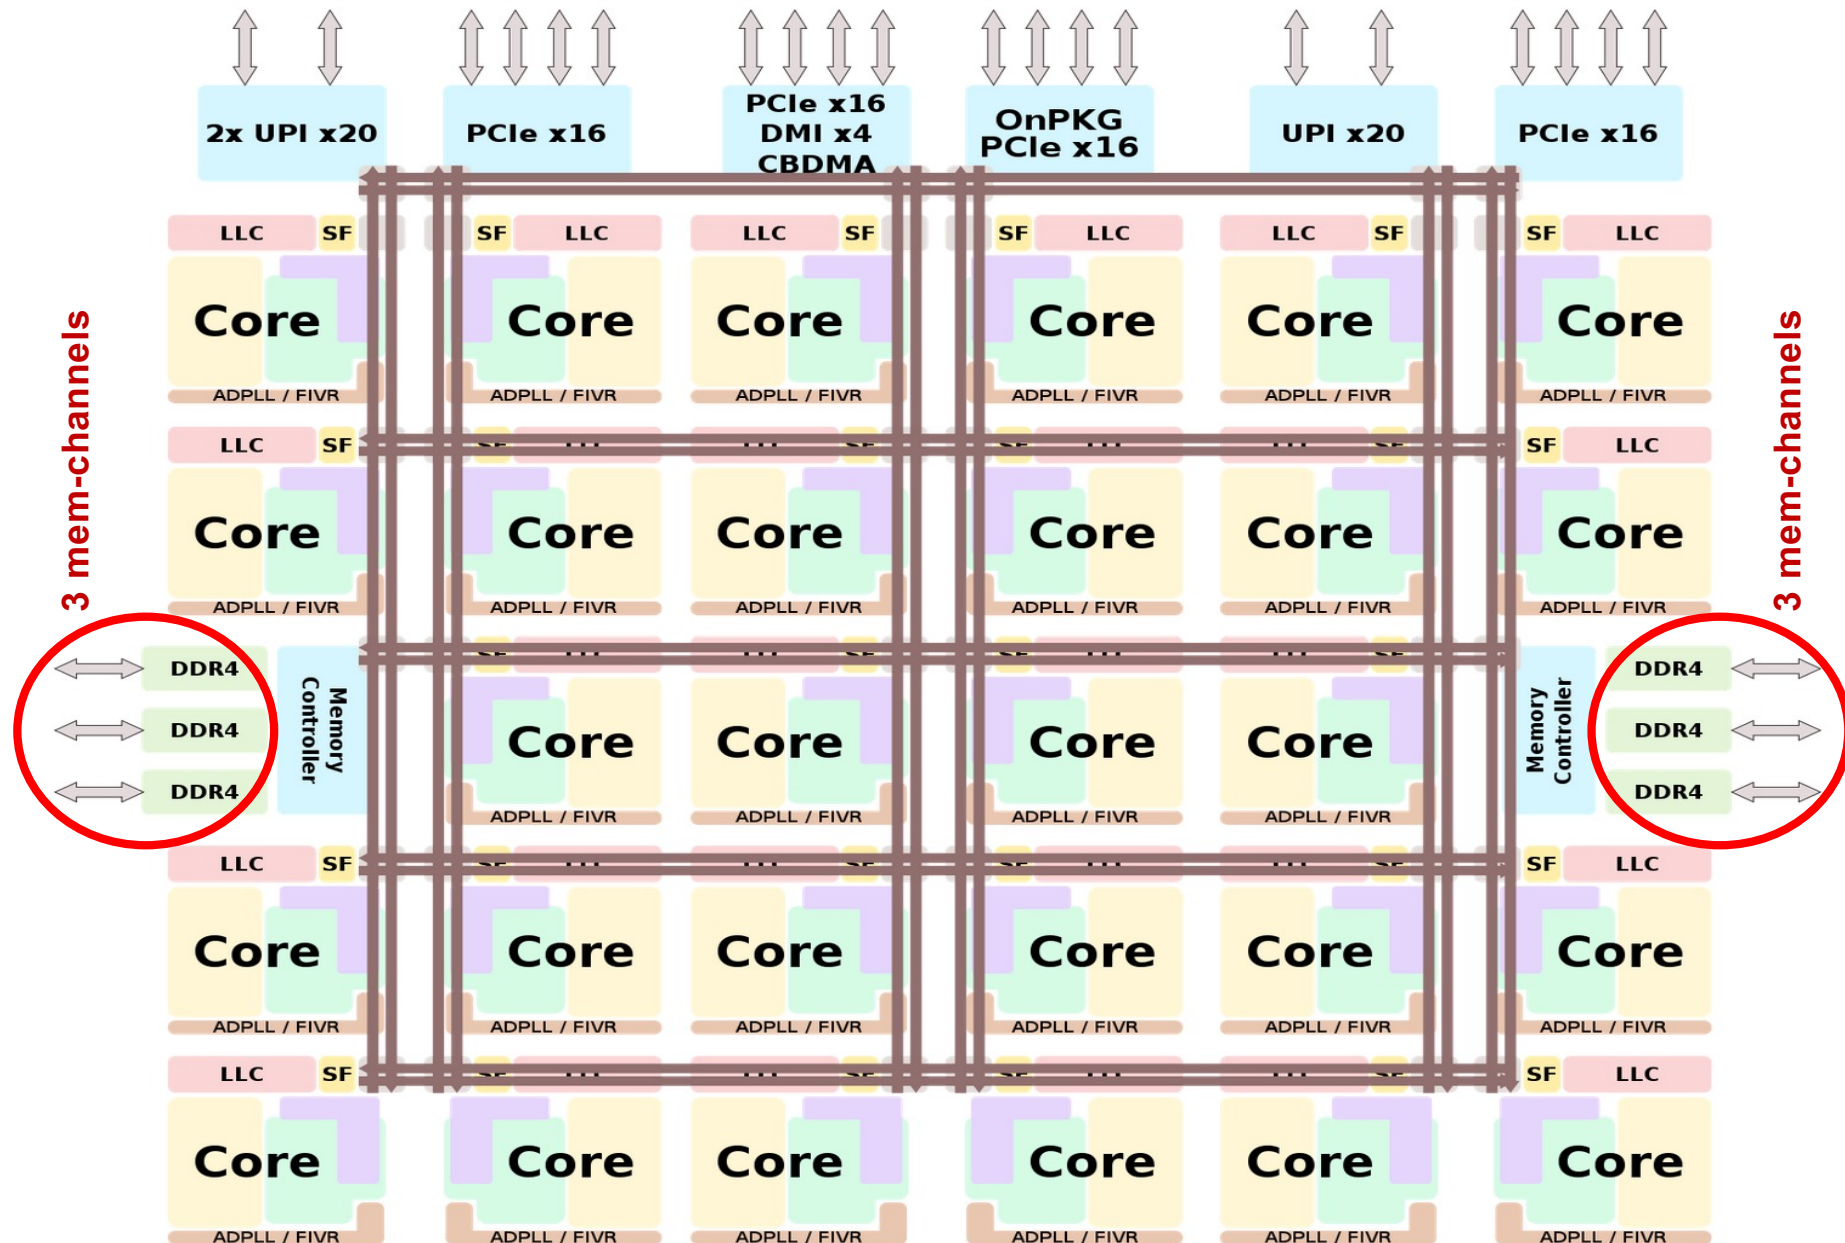 2x UPI x20
PCIe x16
PCIe x16
DMI x4
CBDMA
OnPKG
PCIe x16
UPI x20
PCIe x16
LLC SF SF LLC LLC SF SF LLC LLC SF SF LLC
Core Core Core Core Core Core
ADPLL / FIVR ADPLL / FIVR ADPLL / FIVR ADPLL / FIVR ADPLL / FIVR ADPLL / FIVR
3 mem-channels
3 mem-channels
LLC SF SF LLC
Core Core Core Core Core Core
ADPLL / FIVR ADPLL / FIVR ADPLL / FIVR ADPLL / FIVR ADPLL / FIVR ADPLL / FIVR
DDR4
DDR4
DDR4
Memory
Controller
Core Core Core Core
ADPLL / FIVR ADPLL / FIVR ADPLL / FIVR ADPLL / FIVR
Memory
Controller
DDR4
DDR4
DDR4
LLC SF SF LLC
Core Core Core Core Core Core
ADPLL / FIVR ADPLL / FIVR ADPLL / FIVR ADPLL / FIVR ADPLL / FIVR ADPLL / FIVR
LLC SF SF LLC
Core Core Core Core Core Core
ADPLL / FIVR ADPLL / FIVR ADPLL / FIVR ADPLL / FIVR ADPLL / FIVR ADPLL / FIVR